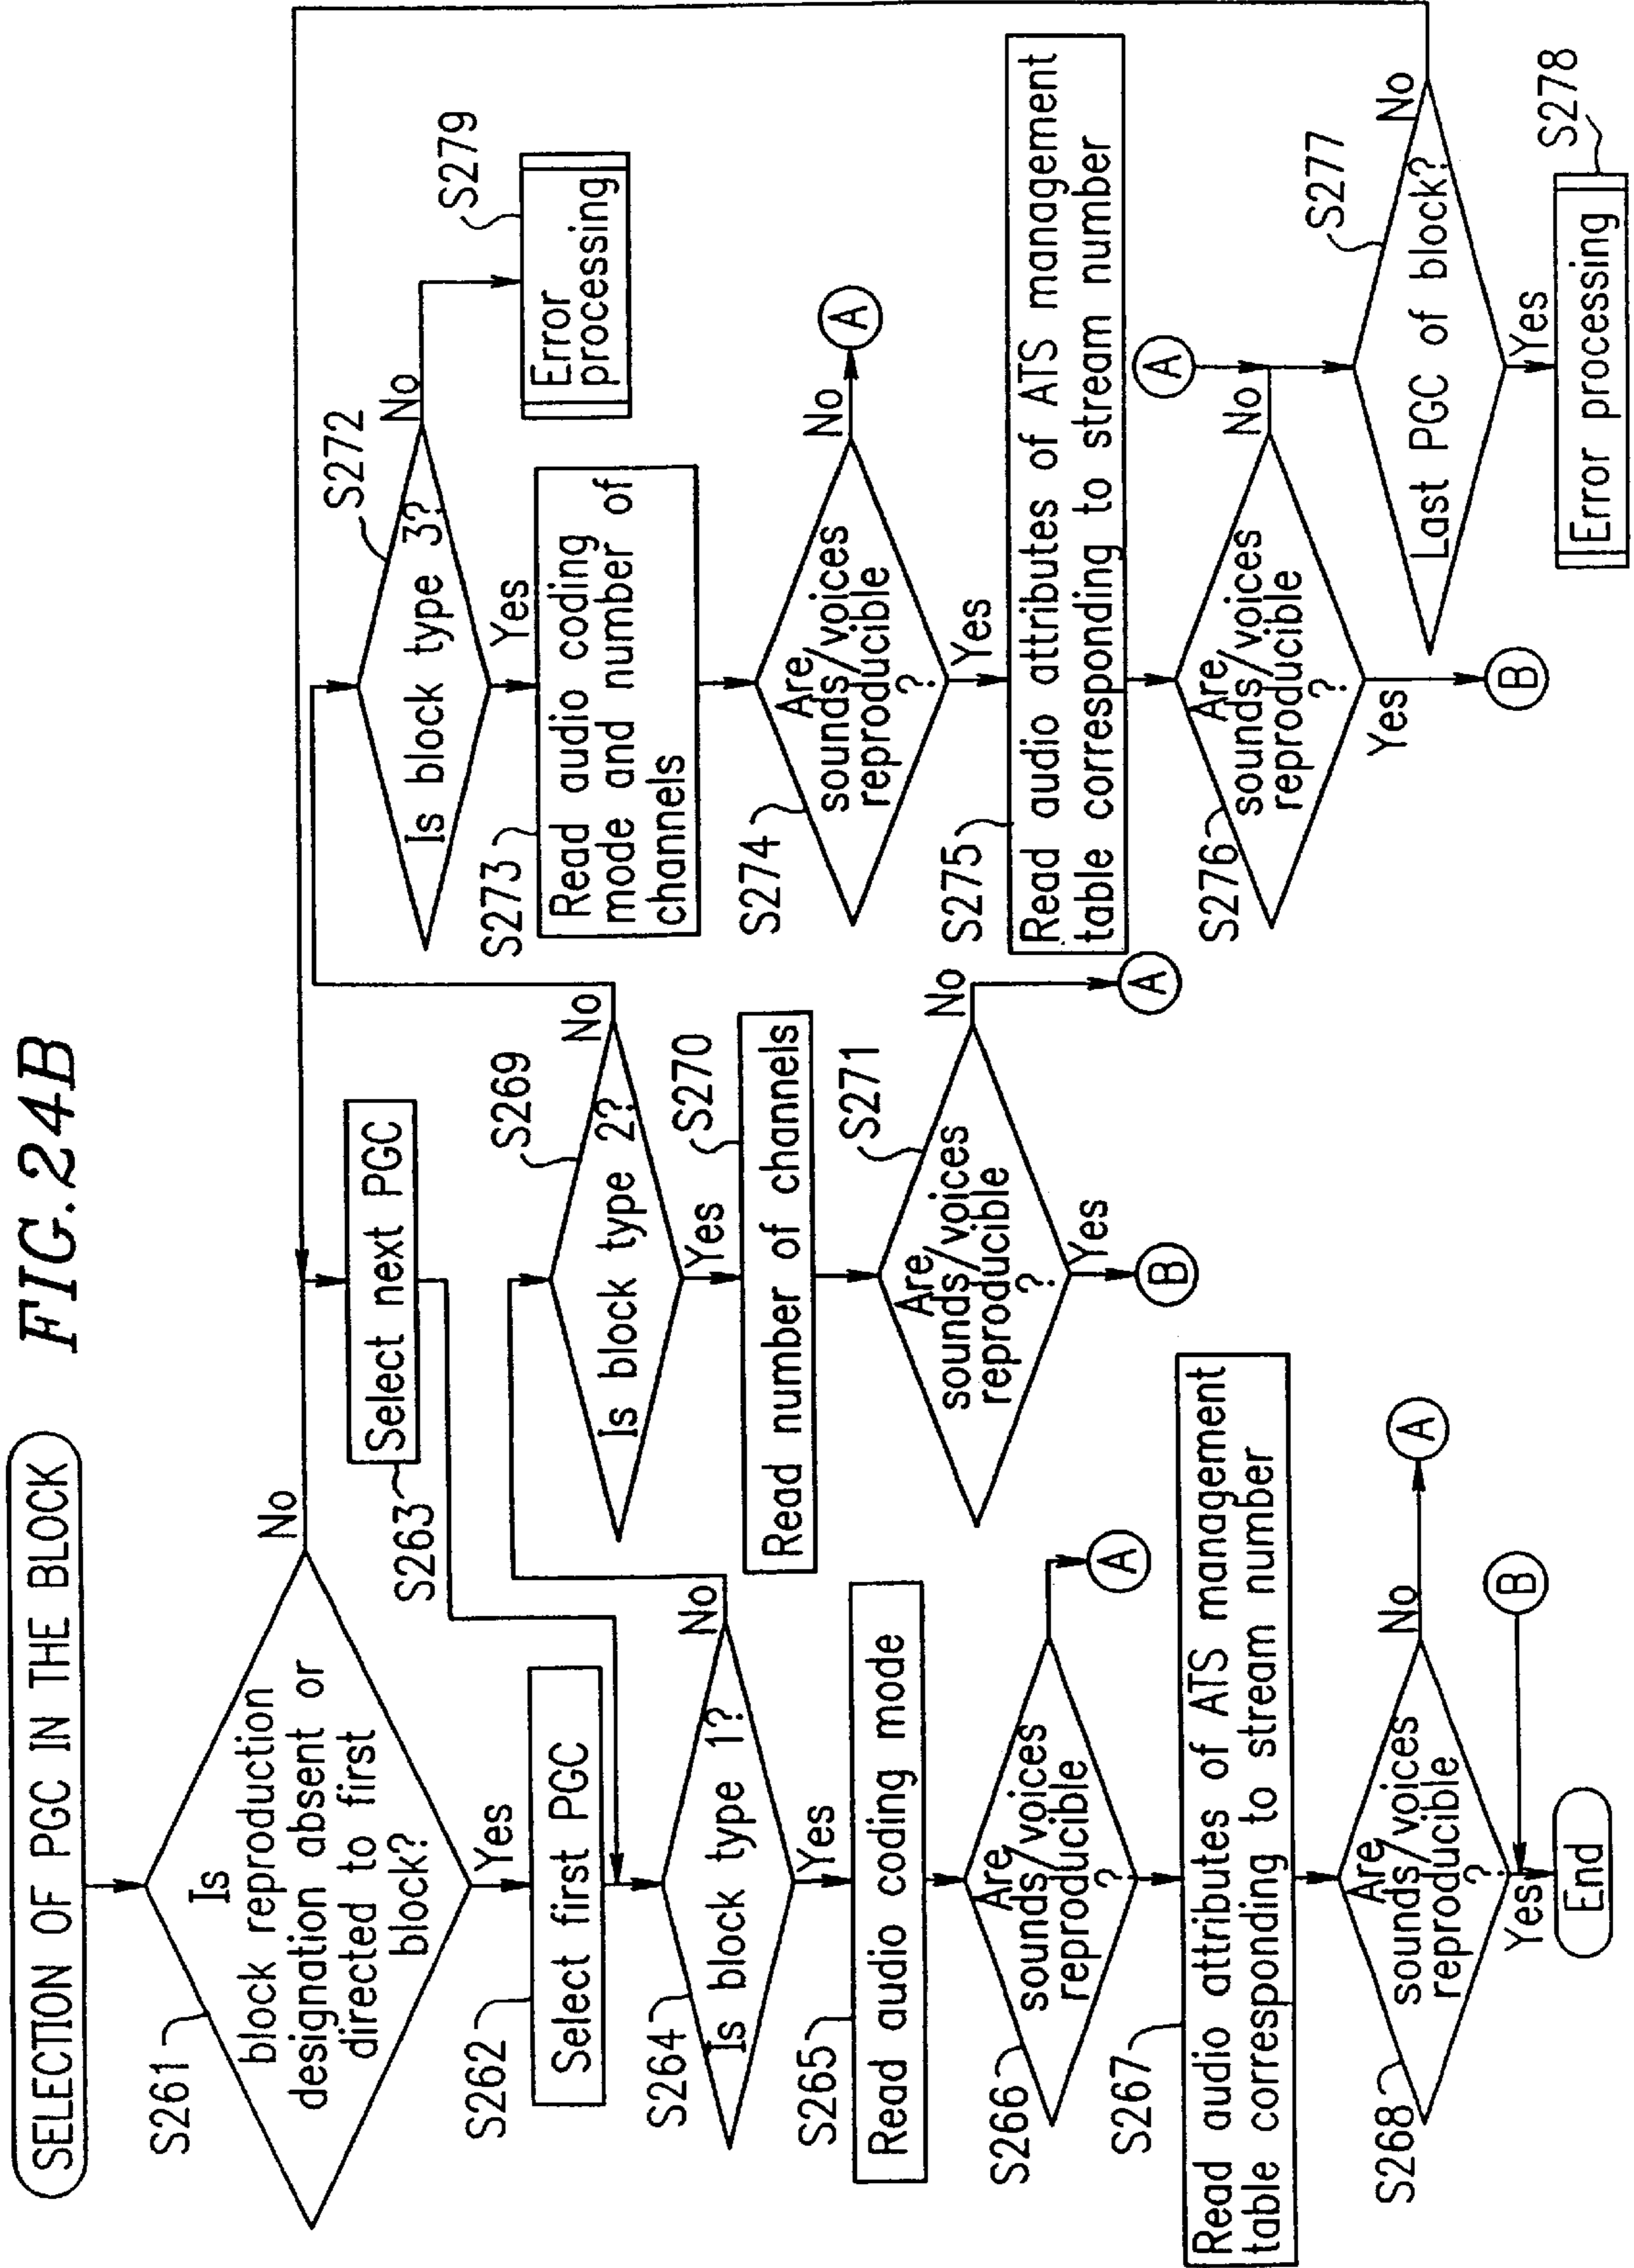 FIG. 24B
SELECTION OF PGC IN THE BLOCK
S261
Is
block reproduction
designation absent or
directed to first
block?
No
Yes
S262
Select first PGC
S263
Select next PGC
S264
Is block type 1?
No
Yes
S265
Read audio coding mode
S266
Are
sounds/voices
reproducible
?
A
S267
Read audio attributes of ATS management
table corresponding to stream number
S268
Are
sounds/voices
reproducible
?
No
A
Yes
B
End
S269
Is block type 2?
No
Yes
S270
Read number of channels
S271
Are
sounds/voices
reproducible
?
No
A
Yes
B
S272
Is block type 3?
No
Yes
S279
Error
processing
S273
Read audio coding
mode and number of
channels
S274
Are
sounds/voices
reproducible
?
No
A
Yes
S275
Read audio attributes of ATS management
table corresponding to stream number
S276
Are
sounds/voices
reproducible
?
No
A
Yes
B
S277
Last PGC of block?
No
Yes
S278
Error processing